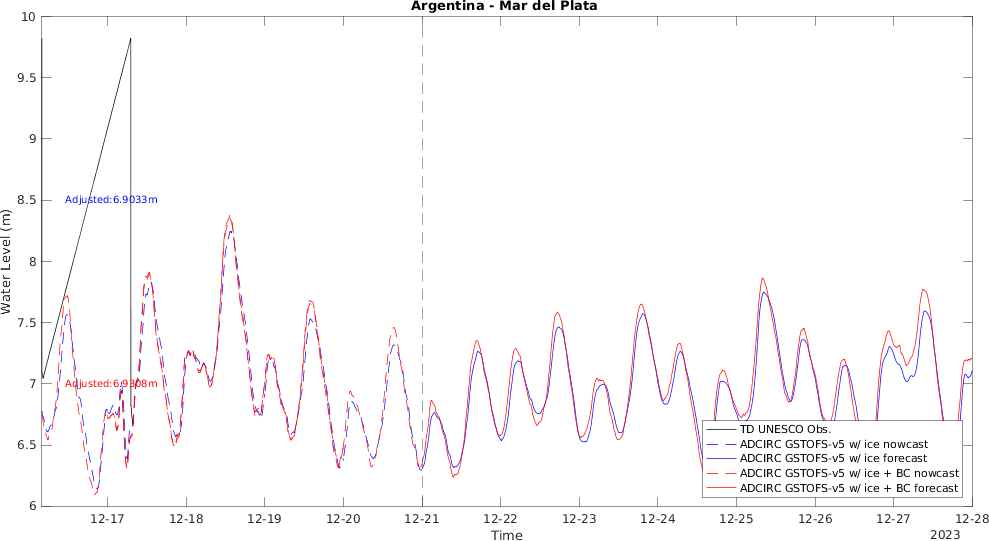 Argentina - Mar del Plata
10
9.5
9
8.5
8
7.5
7
6.5
6
Water Level (m)
Adjusted:6.9033m
Adjusted:6.9308m
TD UNESCO Obs.
ADCIRC GSTOFS-v5 w/ ice nowcast
ADCIRC GSTOFS-v5 w/ ice forecast
ADCIRC GSTOFS-v5 w/ ice + BC nowcast
ADCIRC GSTOFS-v5 w/ ice + BC forecast
12-17 12-18 12-19 12-20 12-21 12-22 12-23 12-24 12-25 12-26 12-27 12-28
Time
2023